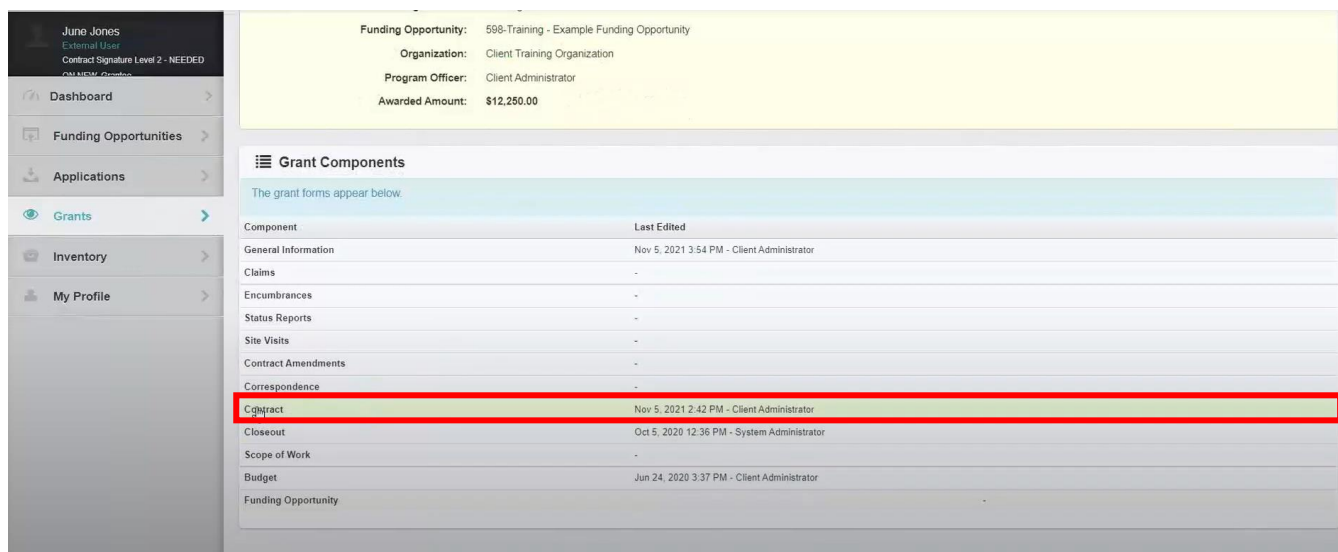 June Jones
External User
Contract Signature Level 2 - NEEDED
ON NEW, Grantee
Dashboard
Funding Opportunities
Applications
Grants
Inventory
My Profile
Funding Opportunity: 598-Training - Example Funding Opportunity
Organization: Client Training Organization
Program Officer: Client Administrator
Awarded Amount: $12,250.00
Grant Components
The grant forms appear below.
Component Last Edited
General Information Nov 5, 2021 3:54 PM - Client Administrator
Claims -
Encumbrances -
Status Reports -
Site Visits -
Contract Amendments -
Correspondence -
Contract Nov 5, 2021 2:42 PM - Client Administrator
Closeout Oct 5, 2020 12:36 PM - System Administrator
Scope of Work -
Budget Jun 24, 2020 3:37 PM - Client Administrator
Funding Opportunity -